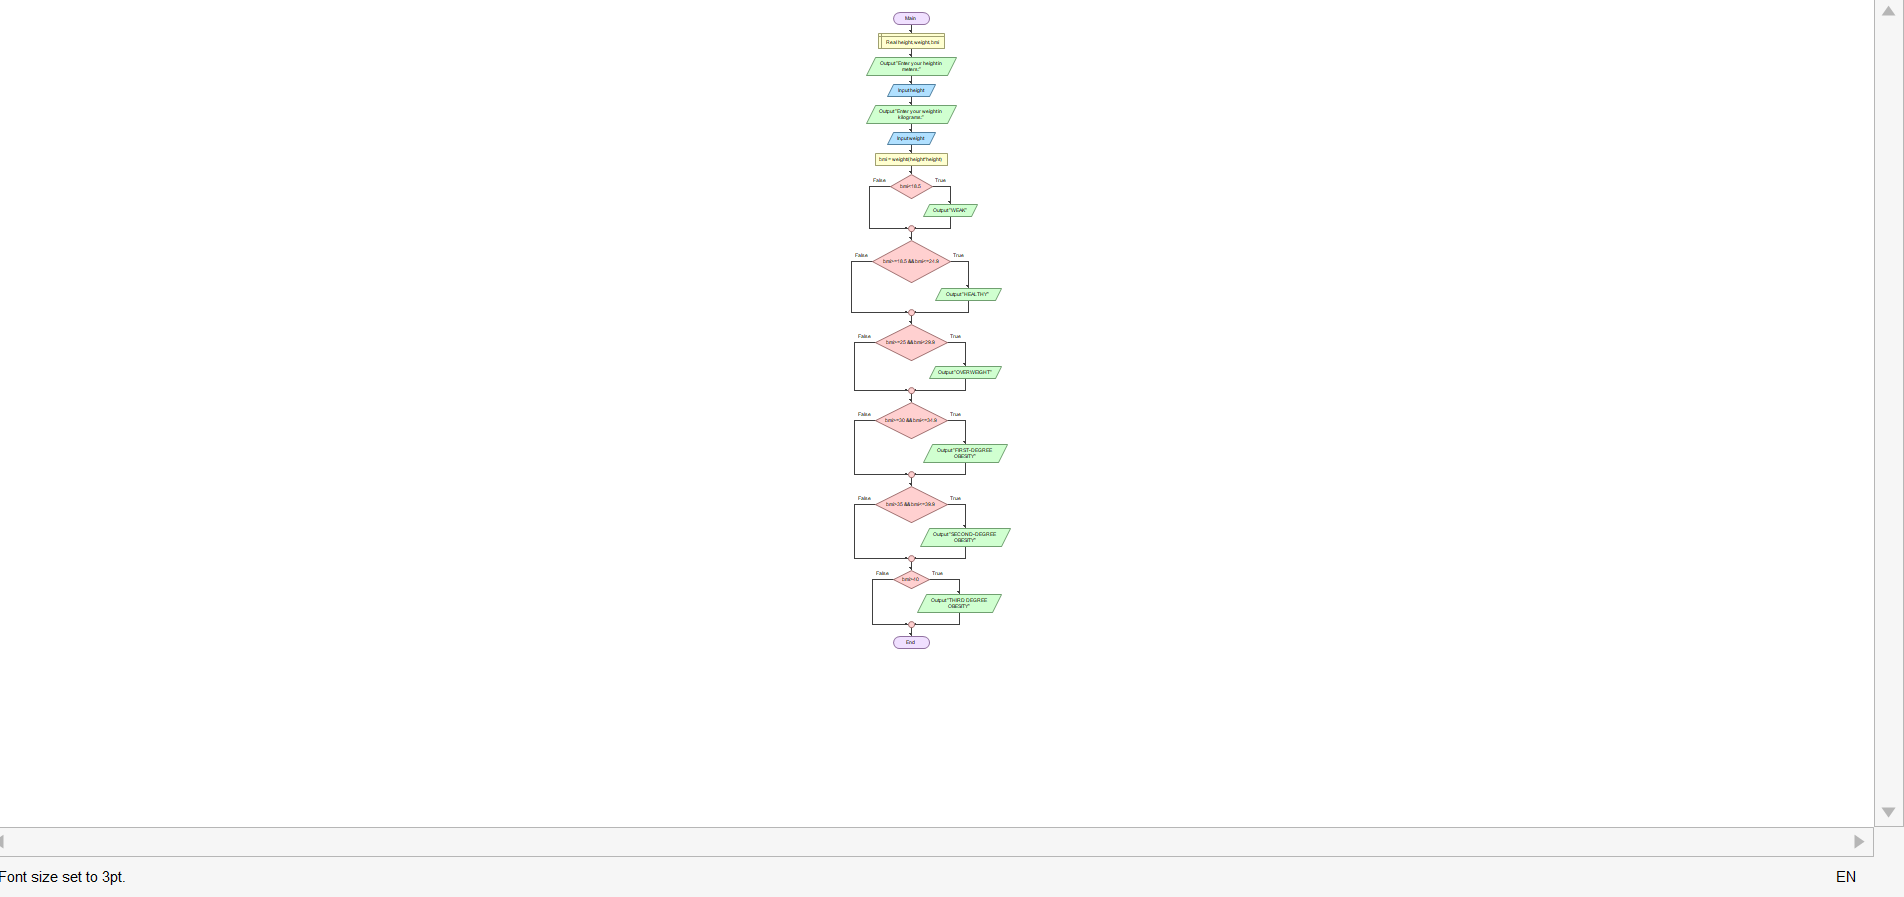 Main
Real height, weight, bmi
Output "Enter your height in
meters:"
Input height
Output "Enter your weight in
kilograms:"
Input weight
bmi = weight/(height*height)
False
True
Output "WEAK"
False
True
bmi>=18.5 && bmi<=24.9
Output "HEALTHY"
False
True
bmi>=25 && bmi<29.9
Output "OVERWEIGHT"
False
True
bmi>=30 && bmi<=34.9
Output "FIRST-DEGREE
OBESITY"
False
True
bmi>35 && bmi<=39.9
Output "SECOND-DEGREE
OBESITY"
False
True
bmi>40
Output "THIRD DEGREE
OBESITY"
End
Font size set to 3pt.
EN